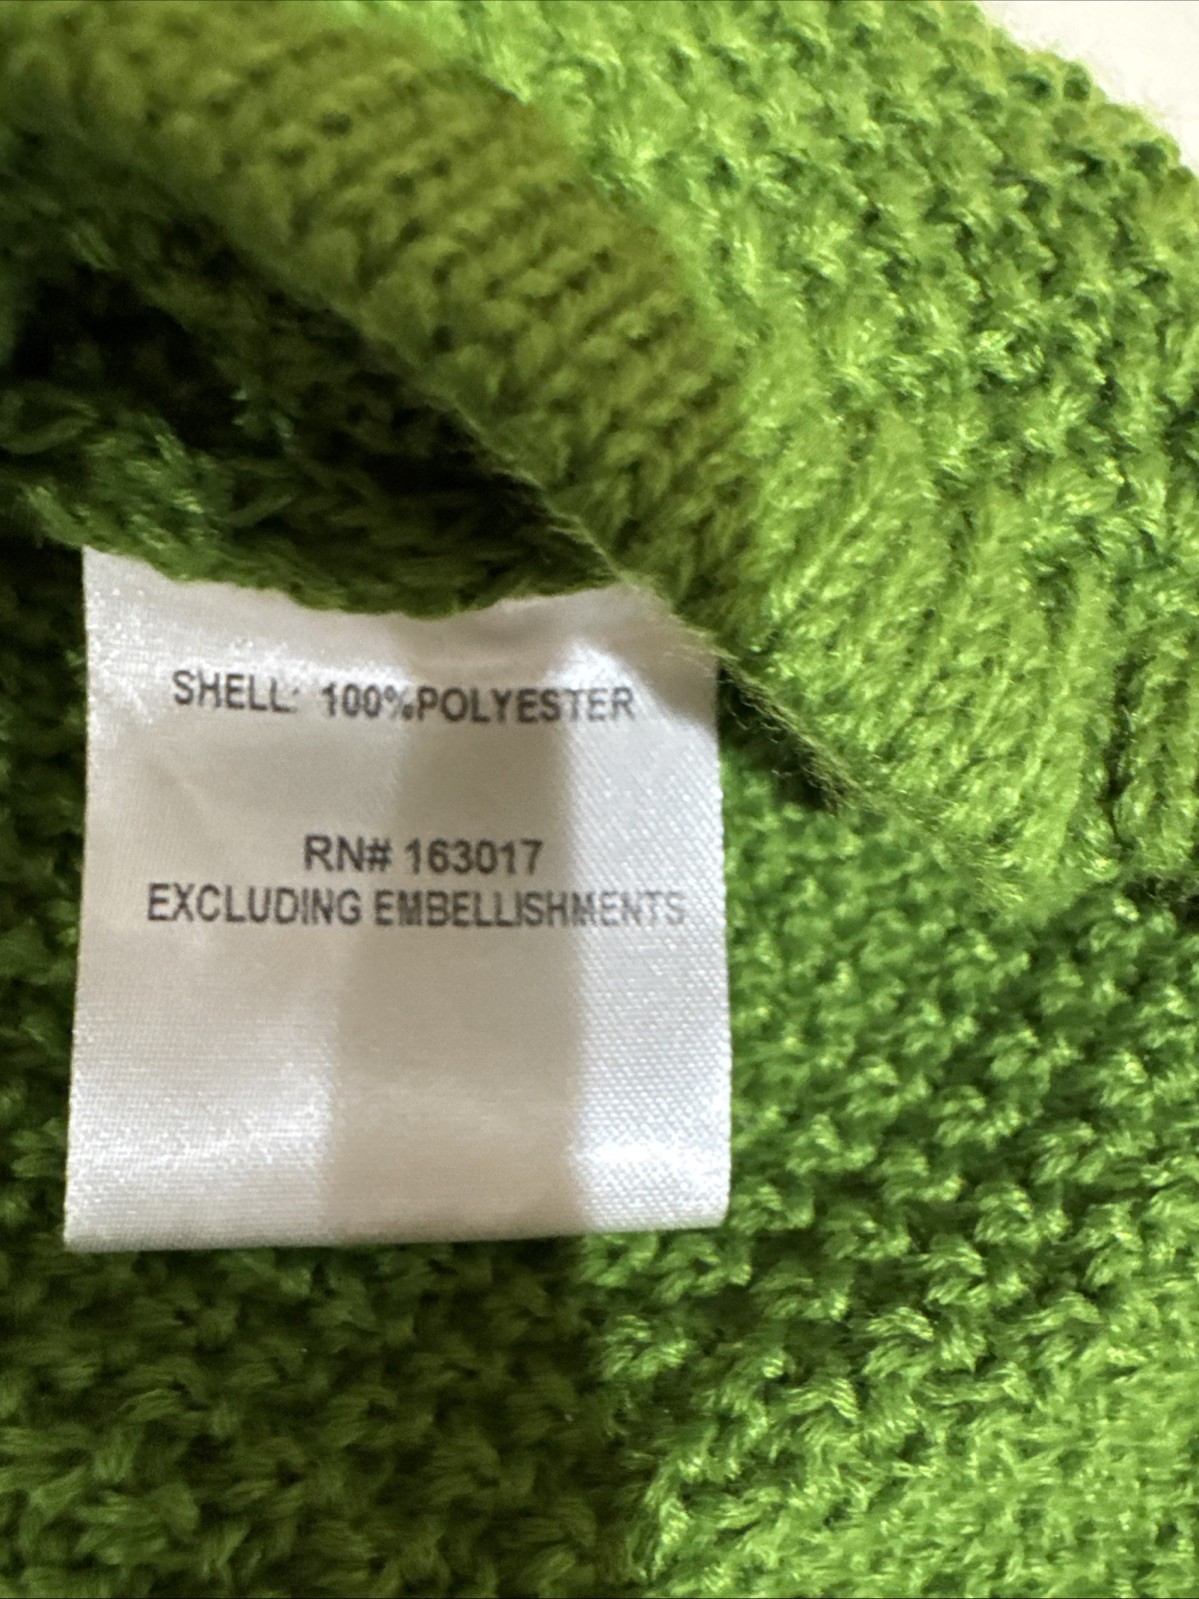 SHELL: 100%POLYESTER
RN# 163017
EXCLUDING EMBELLISHMENTS